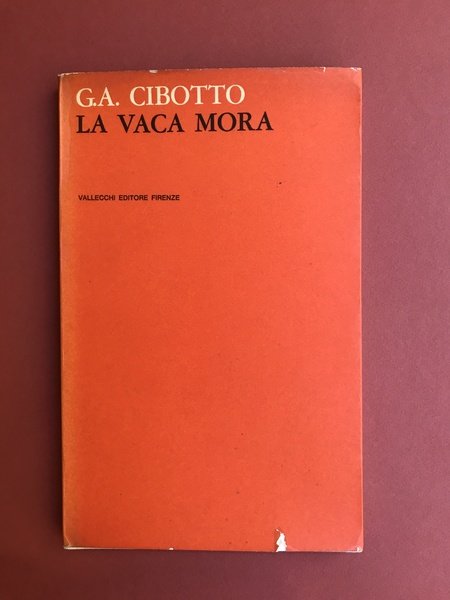 G.A. CIBOTTO
LA VACA MORA
VALLECCHI EDITORE FIRENZE